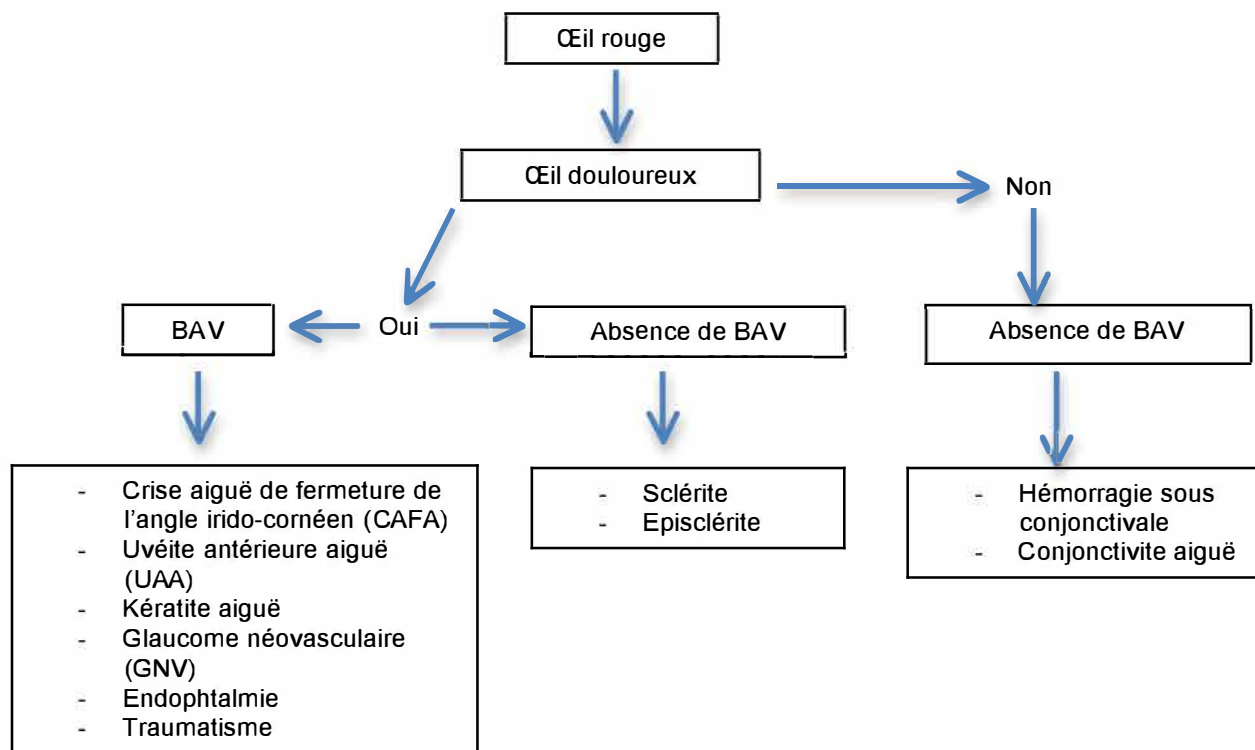 Œil rouge
Œil douloureux
Non
BAV
Oui
Absence de BAV
Absence de BAV
- Crise aiguë de fermeture de
l'angle irido-cornéen (CAFA)
- Uvéite antérieure aiguë
(UAA)
- Kératite aiguë
- Glaucome néovasculaire
(GNV)
- Endophtalmie
- Traumatisme
- Sclérite
- Episclérite
- Hémorragie sous
conjonctivale
- Conjonctivite aiguë